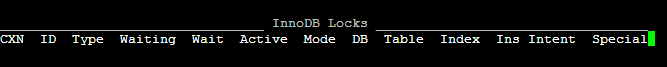 InnoDB Locks
CXN ID Type Waiting Wait Active Mode DB Table Index Ins Intent Special